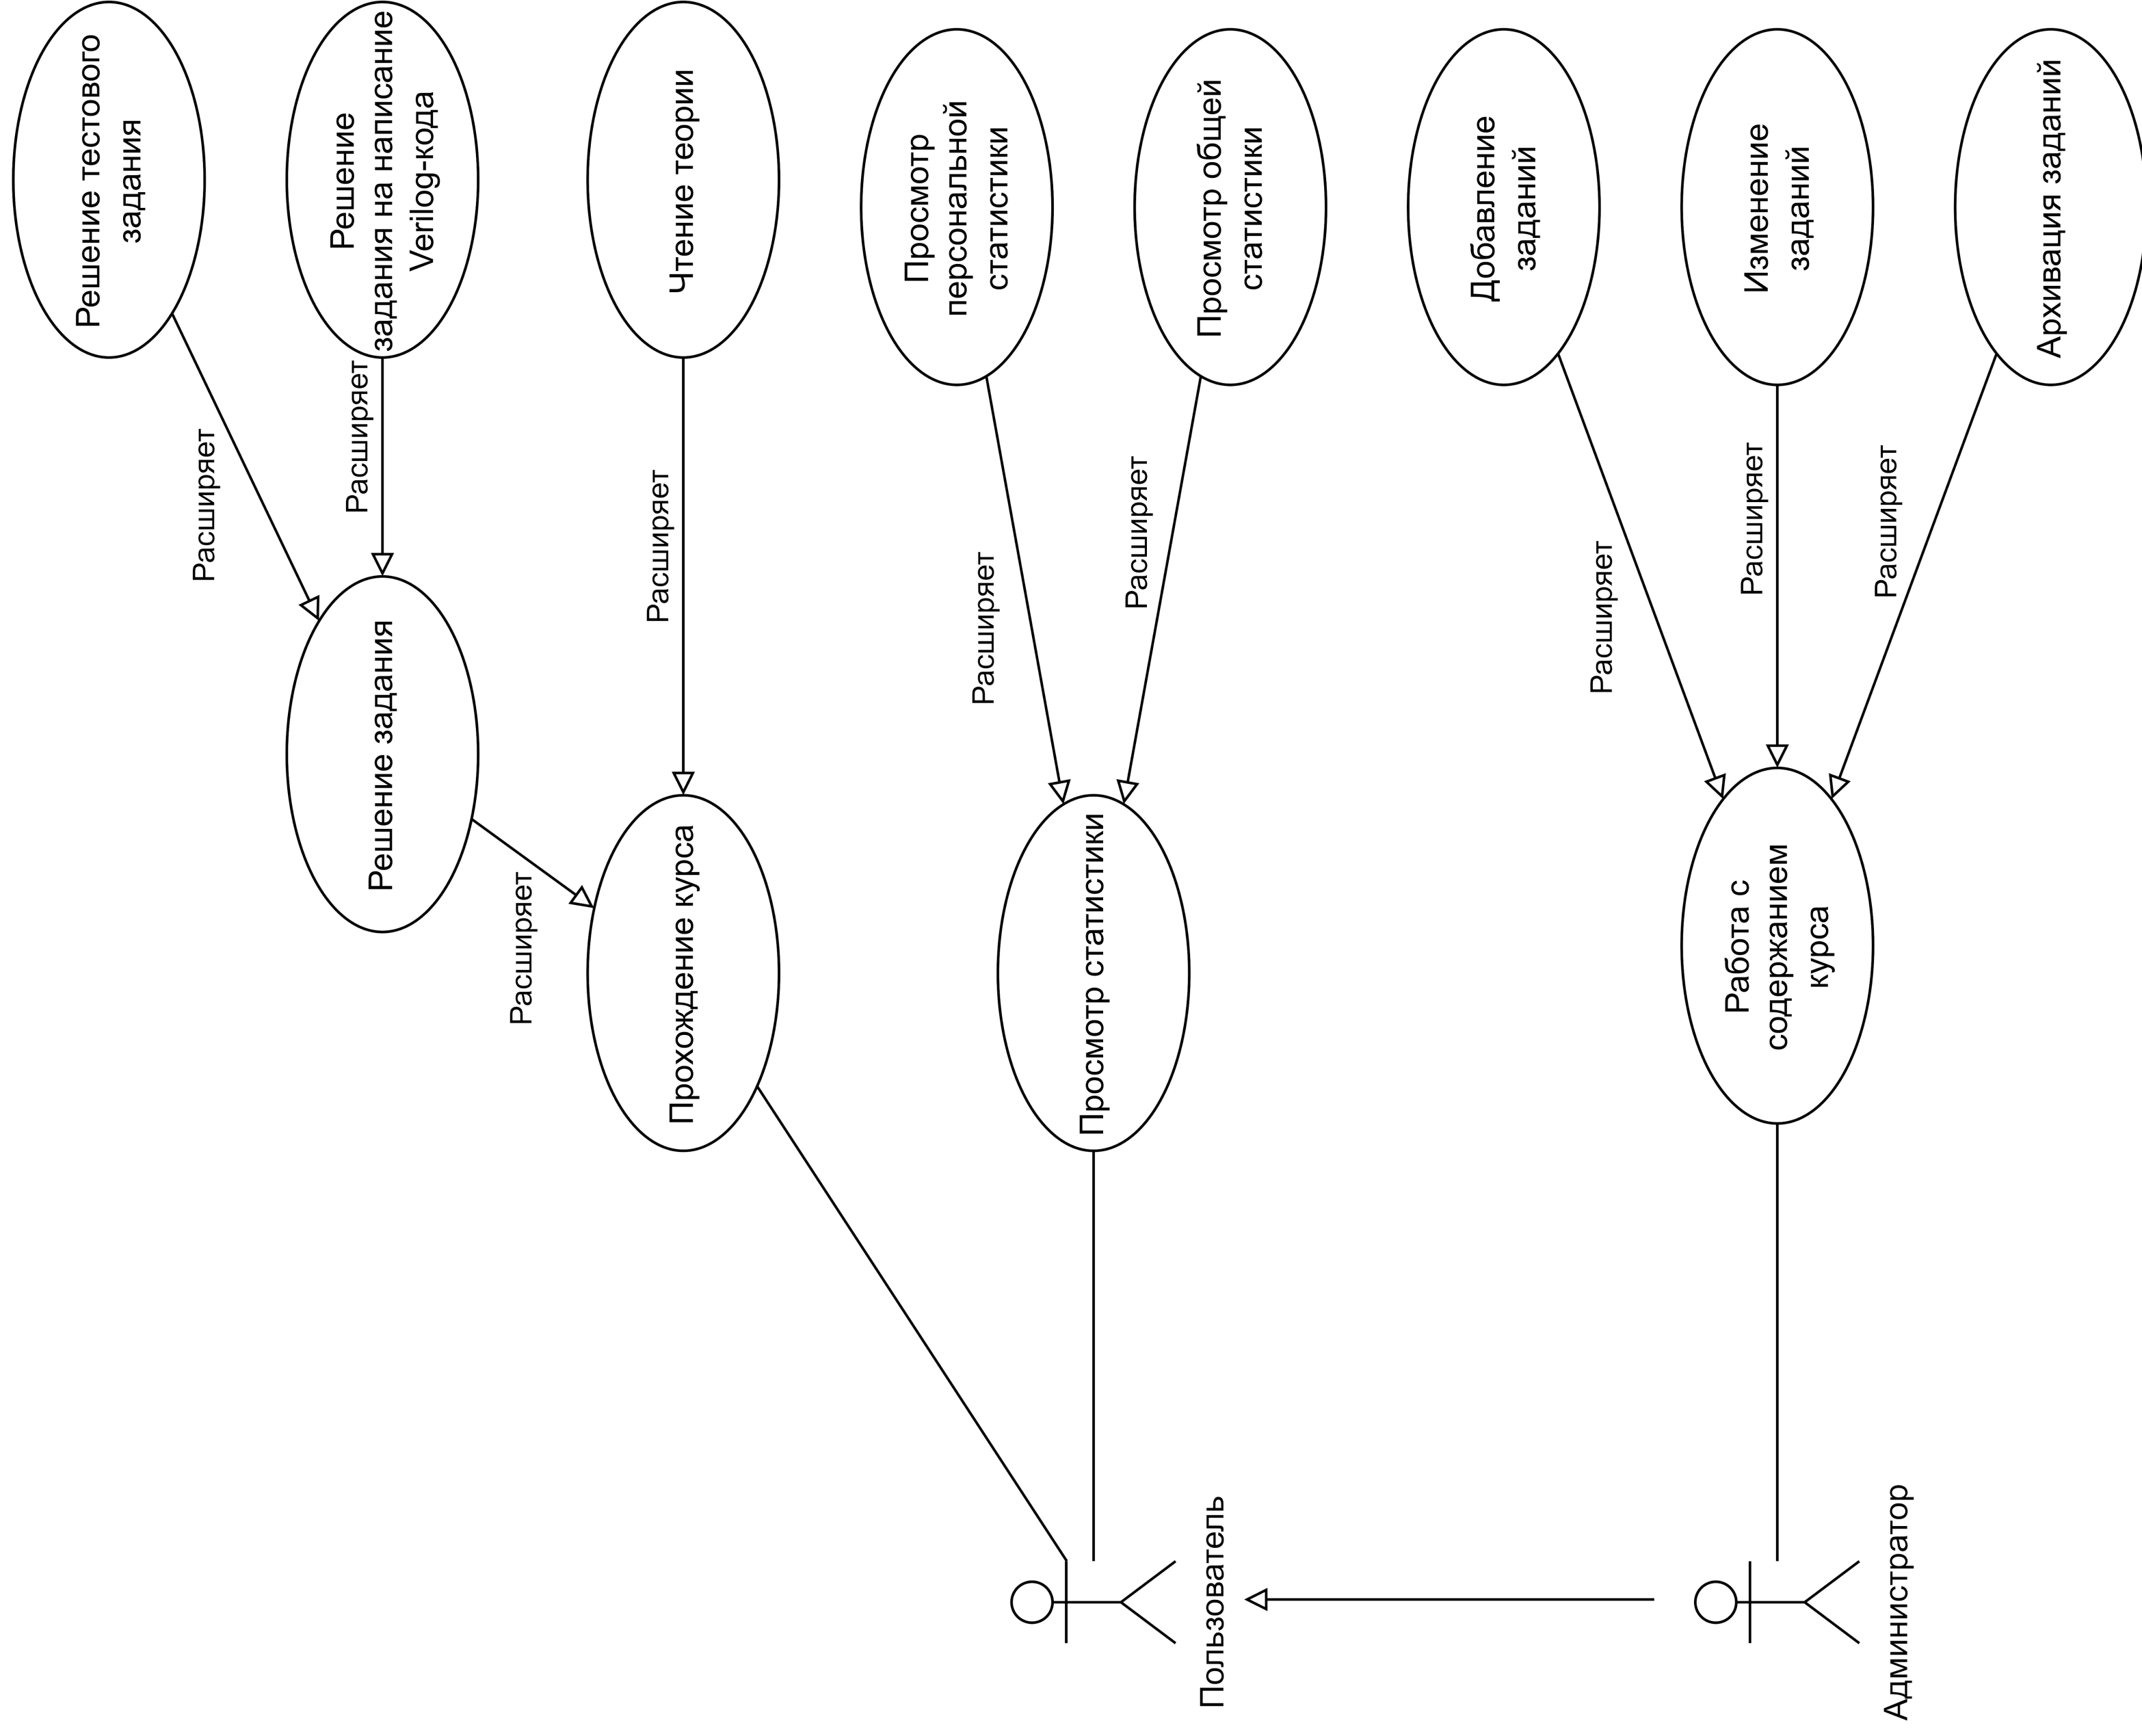 Решение тестового
задания
Расширяет
Решение
задания на написание
Verilog-кода
Расширяет
Решение задания
Расширяет
Чтение теории
Расширяет
Прохождение курса
Просмотр
персональной
статистики
Расширяет
Просмотр общей
статистики
Расширяет
Просмотр статистики
Пользователь
Добавление
заданий
Расширяет
Изменение
заданий
Расширяет
Архивация заданий
Расширяет
Работа с
содержанием
курса
Администратор